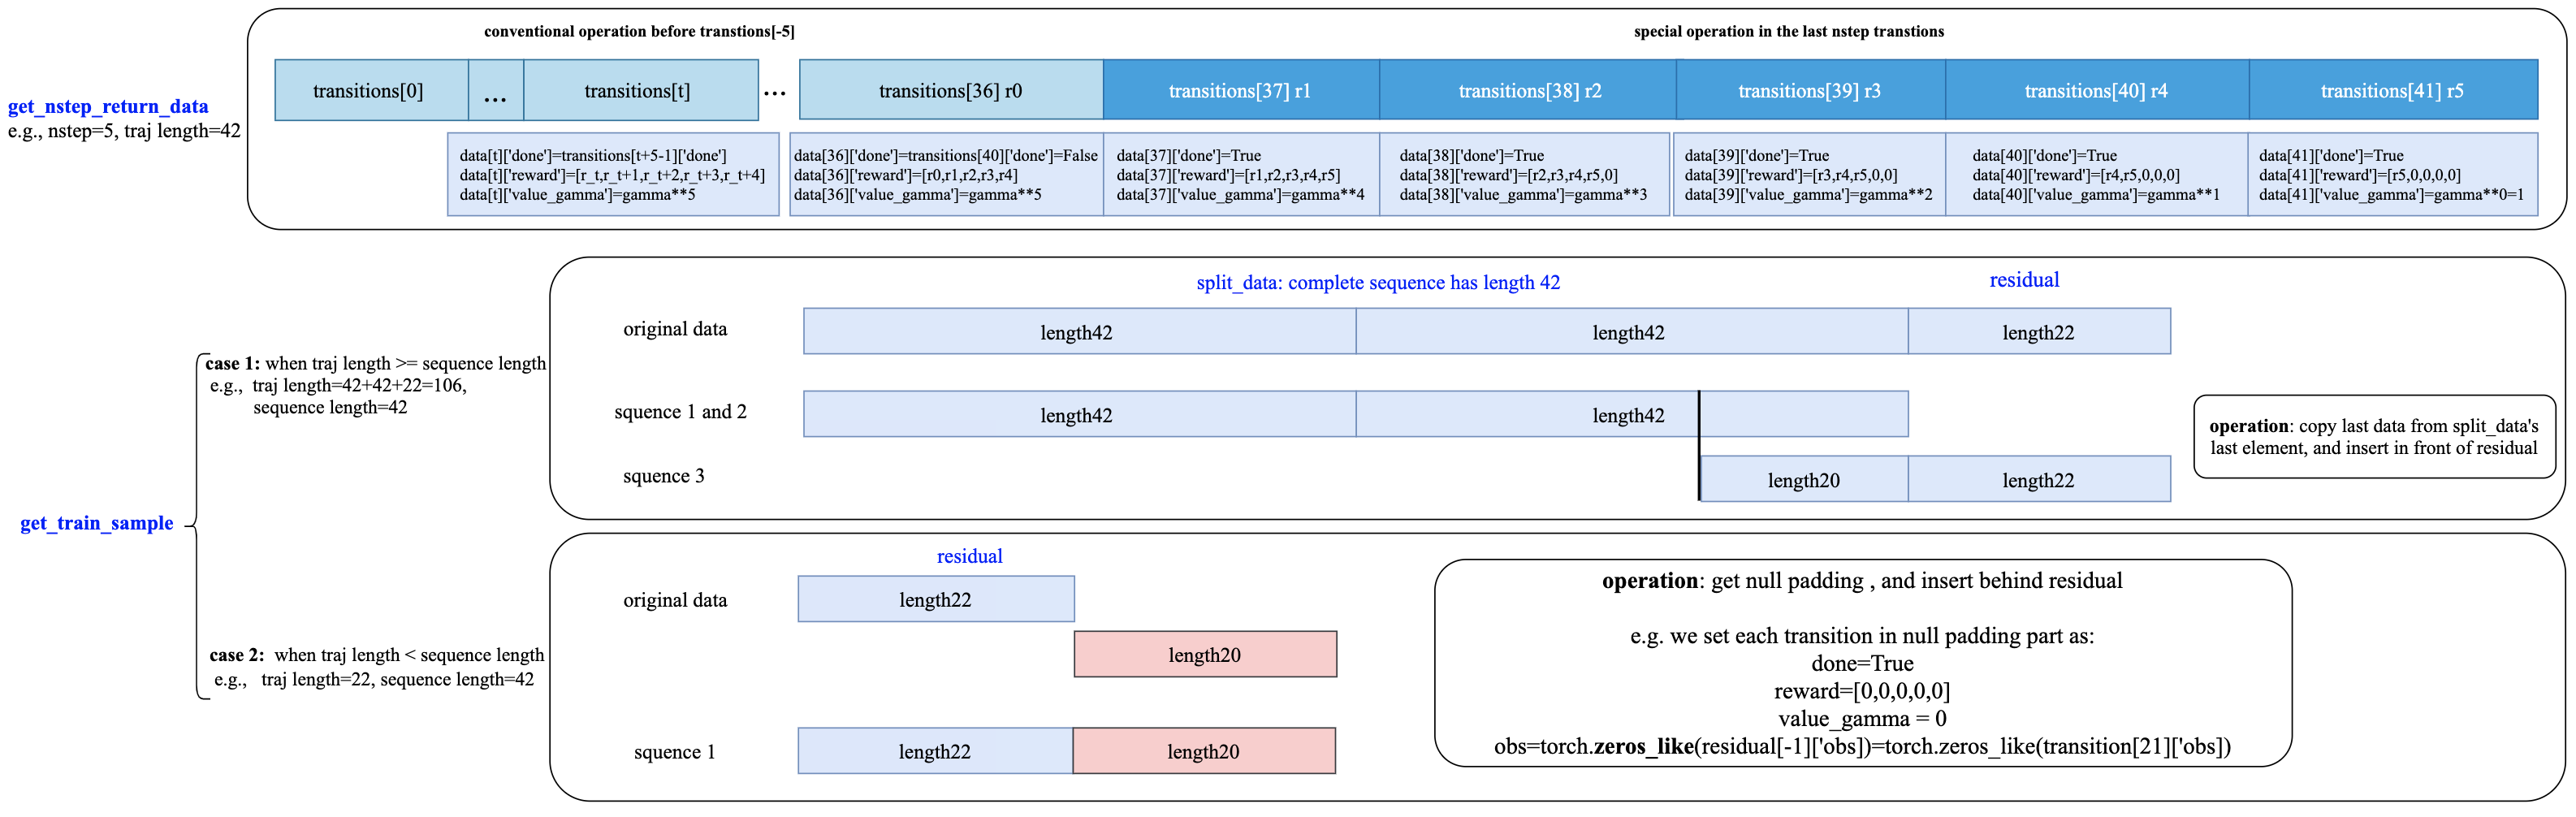 conventional operation before transtions[-5]
special operation in the last nstep transtions
get_nstep_return_data
e.g., nstep=5, traj length=42
transitions[0]
...
transitions[t]
...
transitions[36] r0
transitions[37] r1
transitions[38] r2
transitions[39] r3
transitions[40] r4
transitions[41] r5
data[t]['done']=transitions[t+5-1]['done']
data[t]['reward']=[r_t,r_t+1,r_t+2,r_t+3,r_t+4]
data[t]['value_gamma']=gamma**5
data[36]['done']=transitions[40]['done']=False
data[36]['reward']=[r0,r1,r2,r3,r4]
data[36]['value_gamma']=gamma**5
data[37]['done']=True
data[37]['reward']=[r1,r2,r3,r4,r5]
data[37]['value_gamma']=gamma**4
data[38]['done']=True
data[38]['reward']=[r2,r3,r4,r5,0]
data[38]['value_gamma']=gamma**3
data[39]['done']=True
data[39]['reward']=[r3,r4,r5,0,0]
data[39]['value_gamma']=gamma**2
data[40]['done']=True
data[40]['reward']=[r4,r5,0,0,0]
data[40]['value_gamma']=gamma**1
data[41]['done']=True
data[41]['reward']=[r5,0,0,0,0]
data[41]['value_gamma']=gamma**0=1
get_train_sample
case 1: when traj length >= sequence length
e.g., traj length=42+42+22=106,
sequence length=42
split_data: complete sequence has length 42
residual
original data
length42
length42
length22
squence 1 and 2
length42
length42
squence 3
length20
length22
operation: copy last data from split_data's
last element, and insert in front of residual
case 2: when traj length < sequence length
e.g., traj length=22, sequence length=42
residual
original data
length22
length20
squence 1
length22
length20
operation: get null padding , and insert behind residual
e.g. we set each transition in null padding part as:
done=True
reward=[0,0,0,0,0]
value_gamma = 0
obs=torch.zeros_like(residual[-1]['obs])=torch.zeros_like(transition[21]['obs])